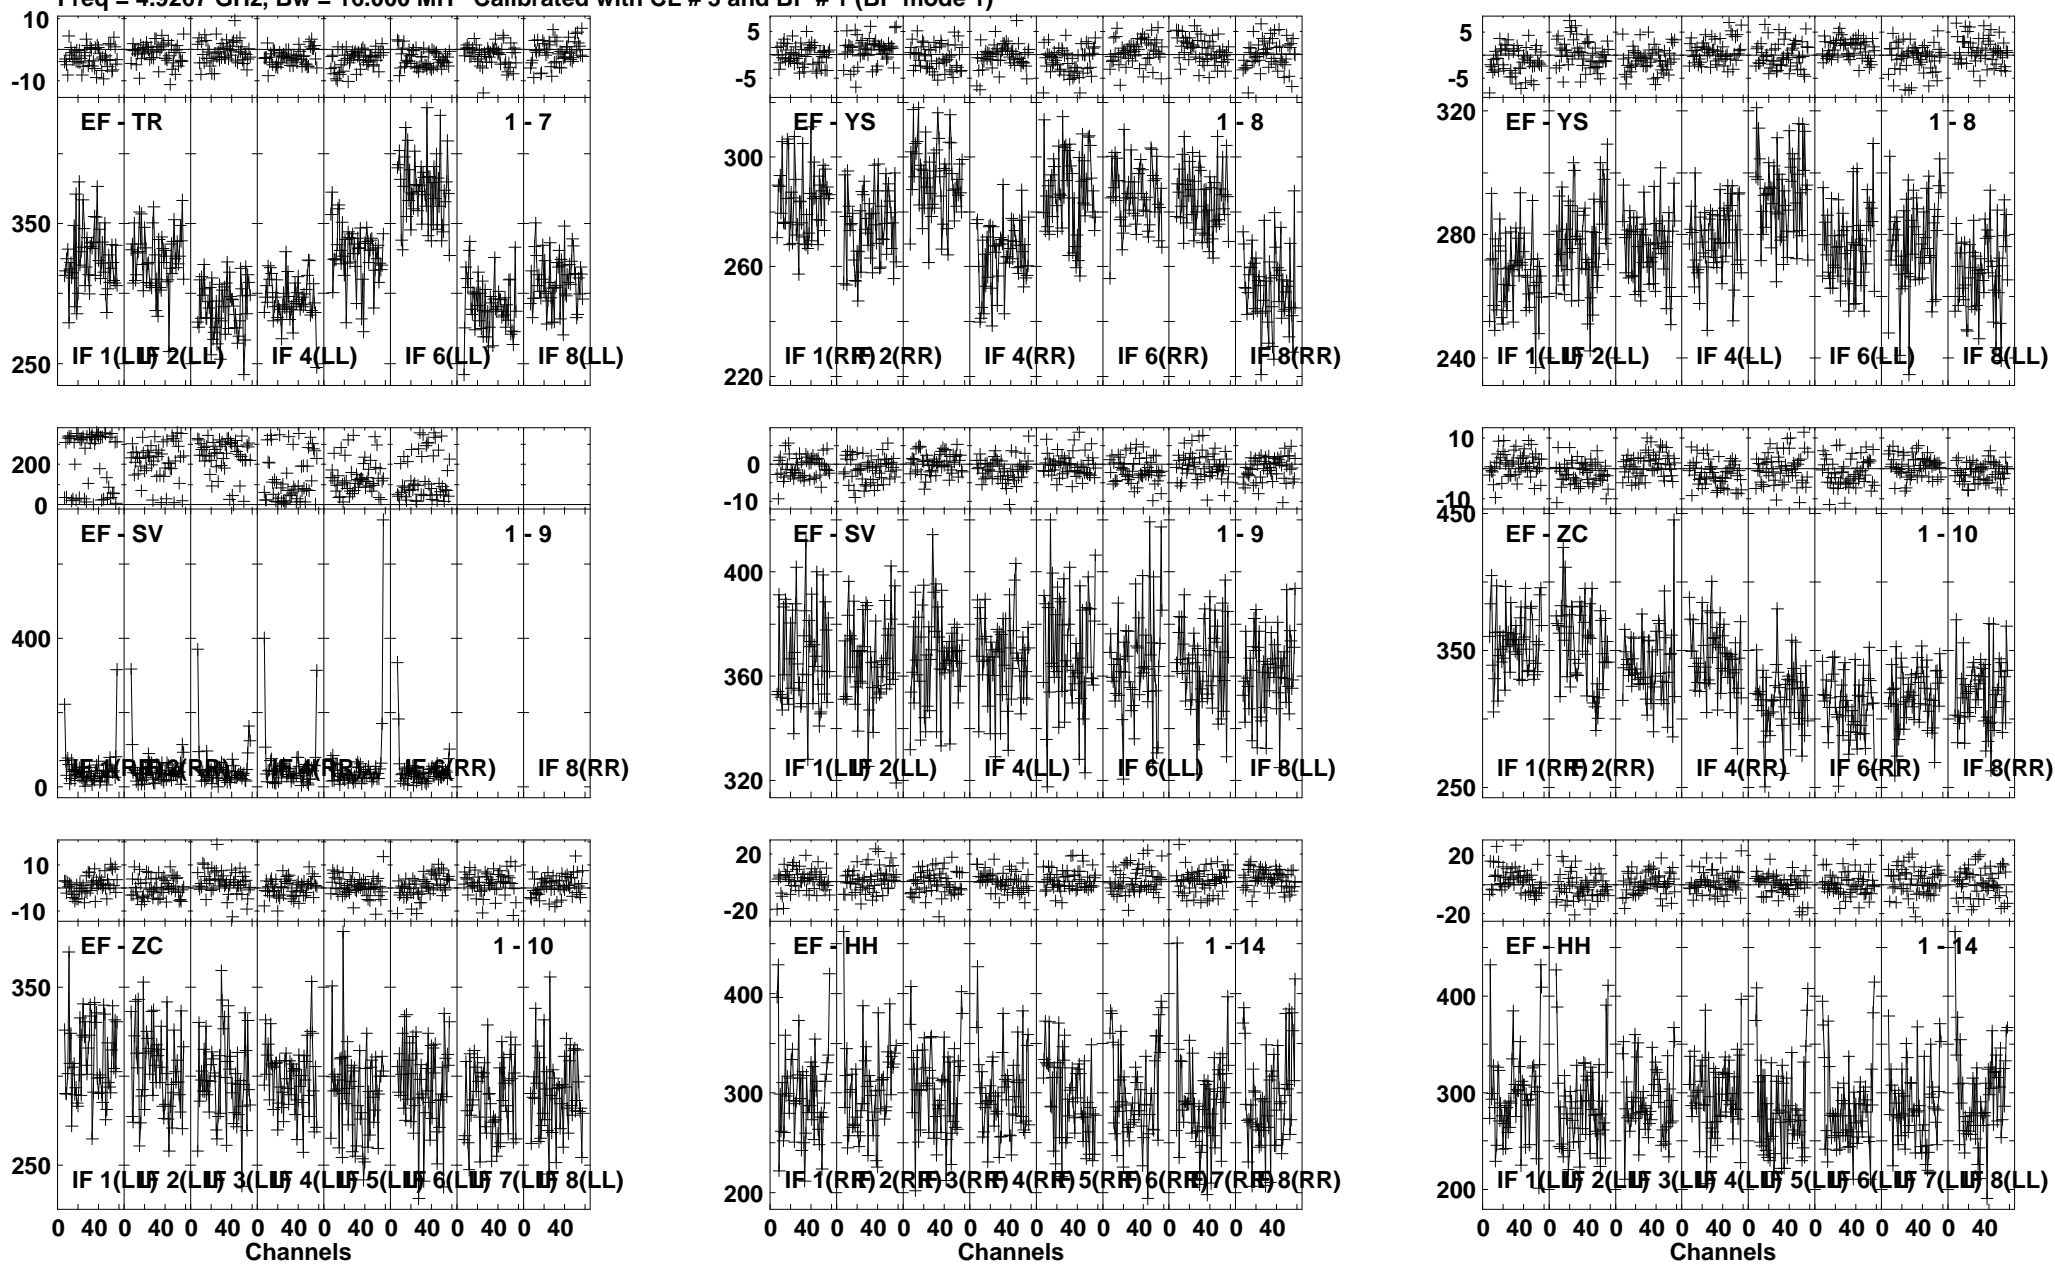 Freq = 4.9267 GHz, Bw = 16.000 MH Calibrated with CL # 3 and BP # 1 (BP mode 1)
10
-10
5
-5
5
-5
EF - TR 1 - 7
350
250
IF 1(LL) IF 2(LL) IF 4(LL) IF 6(LL) IF 8(LL)
EF - YS 1 - 8
300
260
220
IF 1(RR) IF 2(RR) IF 4(RR) IF 6(RR) IF 8(RR)
EF - YS 1 - 8
320
280
240
IF 1(LL) IF 2(LL) IF 4(LL) IF 6(LL) IF 8(LL)
200
0
EF - SV 1 - 9
400
0
IF 1(RR) IF 2(RR) IF 4(RR) IF 6(RR) IF 8(RR)
0
-10
EF - SV 1 - 9
400
360
320
IF 1(LL) IF 2(LL) IF 4(LL) IF 6(LL) IF 8(LL)
10
-10
450
EF - ZC 1 - 10
350
250
IF 1(RR) IF 2(RR) IF 4(RR) IF 6(RR) IF 8(RR)
10
-10
EF - ZC 1 - 10
350
250
IF 1(LL) IF 2(LL) IF 3(LL) IF 4(LL) IF 5(LL) IF 6(LL) IF 7(LL) IF 8(LL)
0 40 0 40 0 40 0 40 0 40 0 40 0 40 0 40
Channels
20
-20
EF - HH 1 - 14
400
300
200
IF 1(RR) IF 2(RR) IF 3(RR) IF 4(RR) IF 5(RR) IF 6(RR) IF 7(RR) IF 8(RR)
0 40 0 40 0 40 0 40 0 40 0 40 0 40 0 40
Channels
20
-20
EF - HH 1 - 14
400
300
200
IF 1(LL) IF 2(LL) IF 3(LL) IF 4(LL) IF 5(LL) IF 6(LL) IF 7(LL) IF 8(LL)
0 40 0 40 0 40 0 40 0 40 0 40 0 40 0 40
Channels